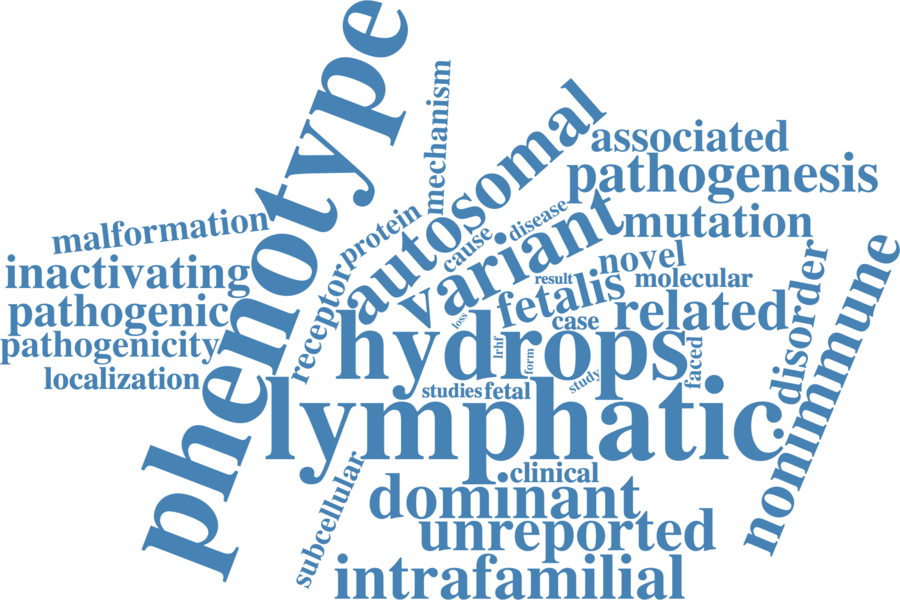 phenotype
mechanism
autosomal
associated
pathogenesis
malformation
protein
disease
mutation
cause
variant
inactivating
receptor
novel
result
molecular
disorder
nonimmune
pathogenic
fetalis
related
loss
case
pathogenicity
hydrops
lrhf
form
faced
localization
studies
fetal
study
lymphatic
clinical
subcellular
dominant
unreported
intrafamilial